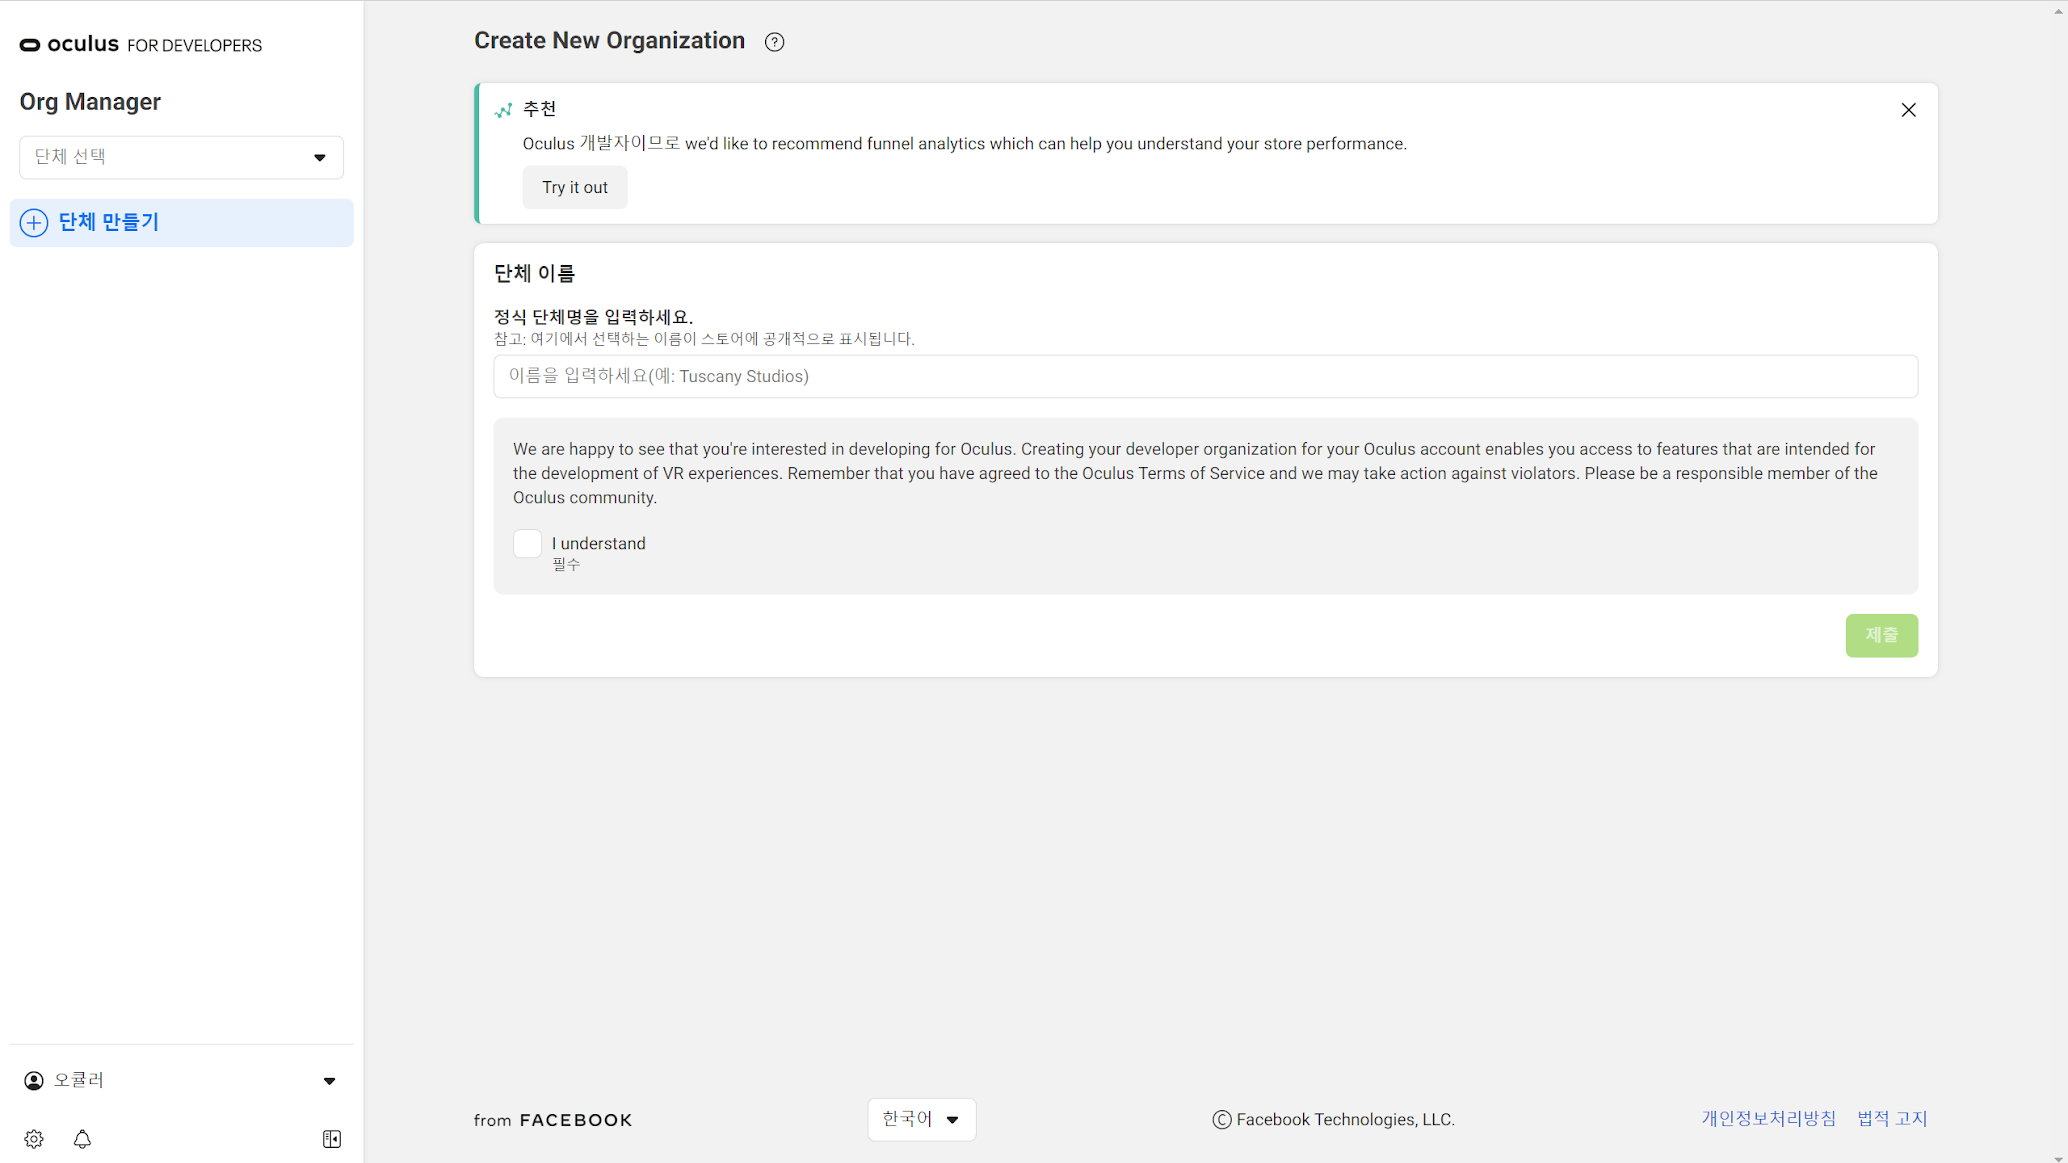 oculus FOR DEVELOPERS
Org Manager
단체 선택
단체 만들기
오큘러
Create New Organization
추천
Oculus 개발자이므로 we'd like to recommend funnel analytics which can help you understand your store performance.
Try it out
단체 이름
정식 단체명을 입력하세요.
참고: 여기에서 선택하는 이름이 스토어에 공개적으로 표시됩니다.
이름을 입력하세요(예: Tuscany Studios)
We are happy to see that you're interested in developing for Oculus. Creating your developer organization for your Oculus account enables you access to features that are intended for
the development of VR experiences. Remember that you have agreed to the Oculus Terms of Service and we may take action against violators. Please be a responsible member of the
Oculus community.
I understand
필수
제출
from FACEBOOK
한국어
© Facebook Technologies, LLC.
개인정보처리방침 법적 고지